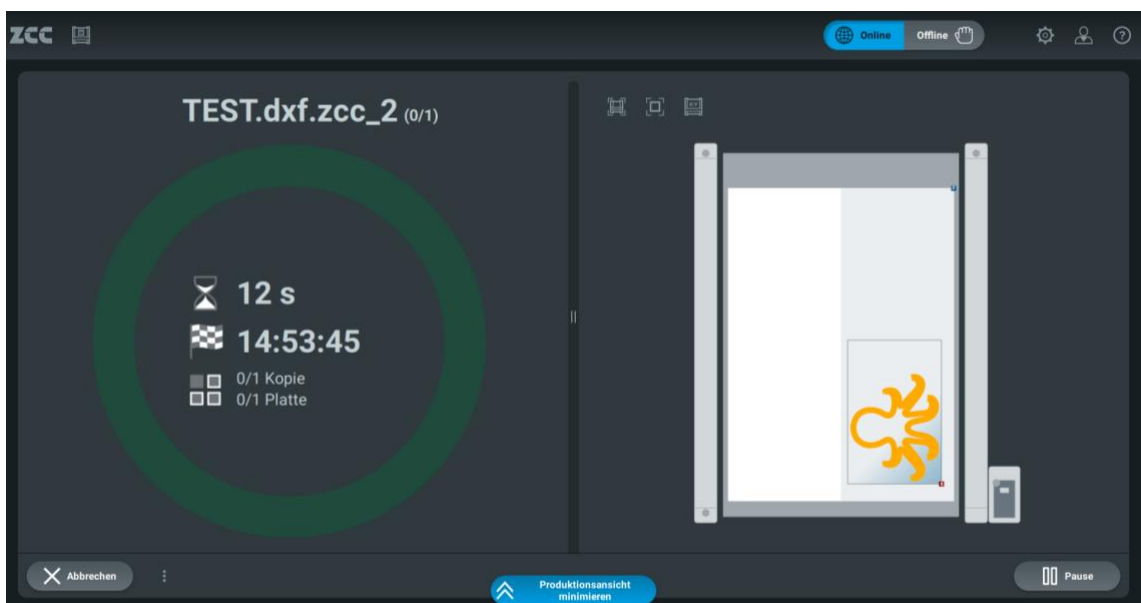 zcc
Online
Offline
TEST.dxf.zcc_2 (0/1)
12 s
14:53:45
0/1 Kopie
0/1 Platte
Abbrechen
Produktionsansicht
minimieren
Pause